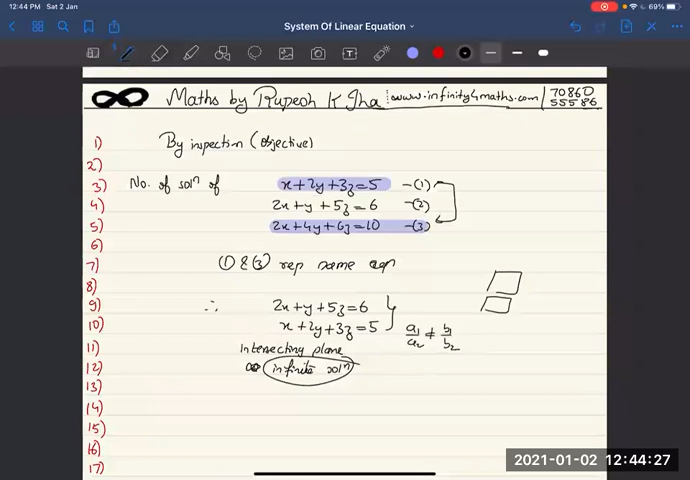 12:44 PM Sat 2 Jan
69%
System Of Linear Equation
Maths by Rupesh K Jha
www.infinity4maths.com
70860
55586
1) By inspection (objective)
2)
3) No. of solⁿ of x+2y+3z=5 -(1)
4) 2x+y+5z=6 -(2)
5) 2x+4y+6z=10 -(3)
6)
7) ① & ③ rep same eqn
8)
9) ∴ 2x+y+5z=6
10) x+2y+3z=5 a₁/a₂ ≠ b₁/b₂
11) intersecting plane
12) infinite solⁿ
13)
14)
15)
16)
17)
2021-01-02 12:44:27